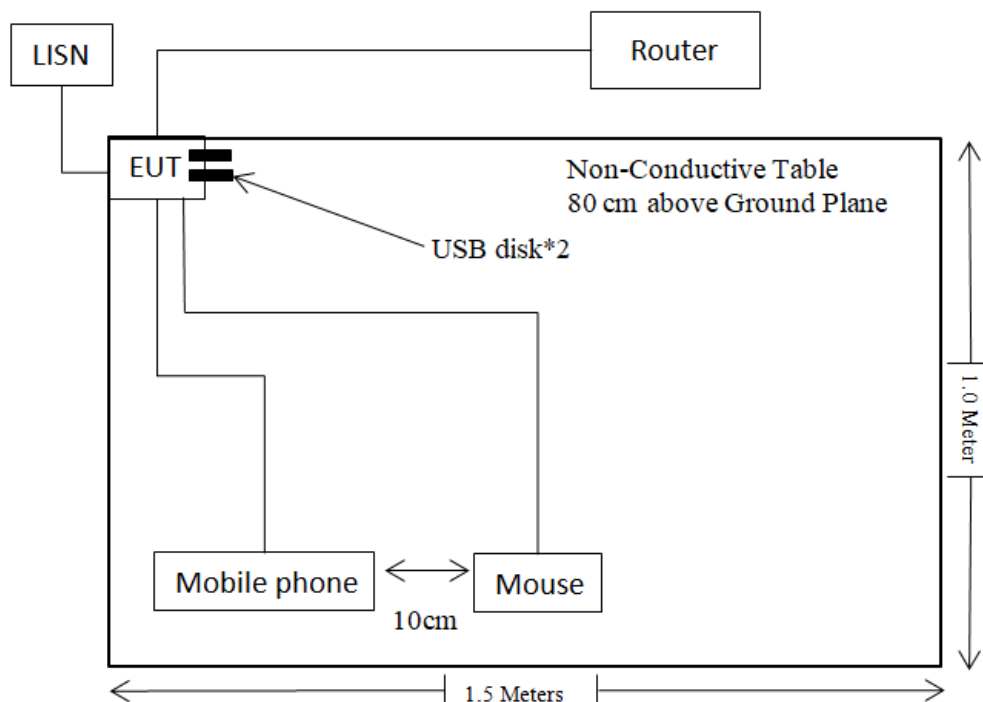 LISN
Router
EUT
Non-Conductive Table
80 cm above Ground Plane
USB disk*2
1.0 Meter
Mobile phone
Mouse
10cm
1.5 Meters